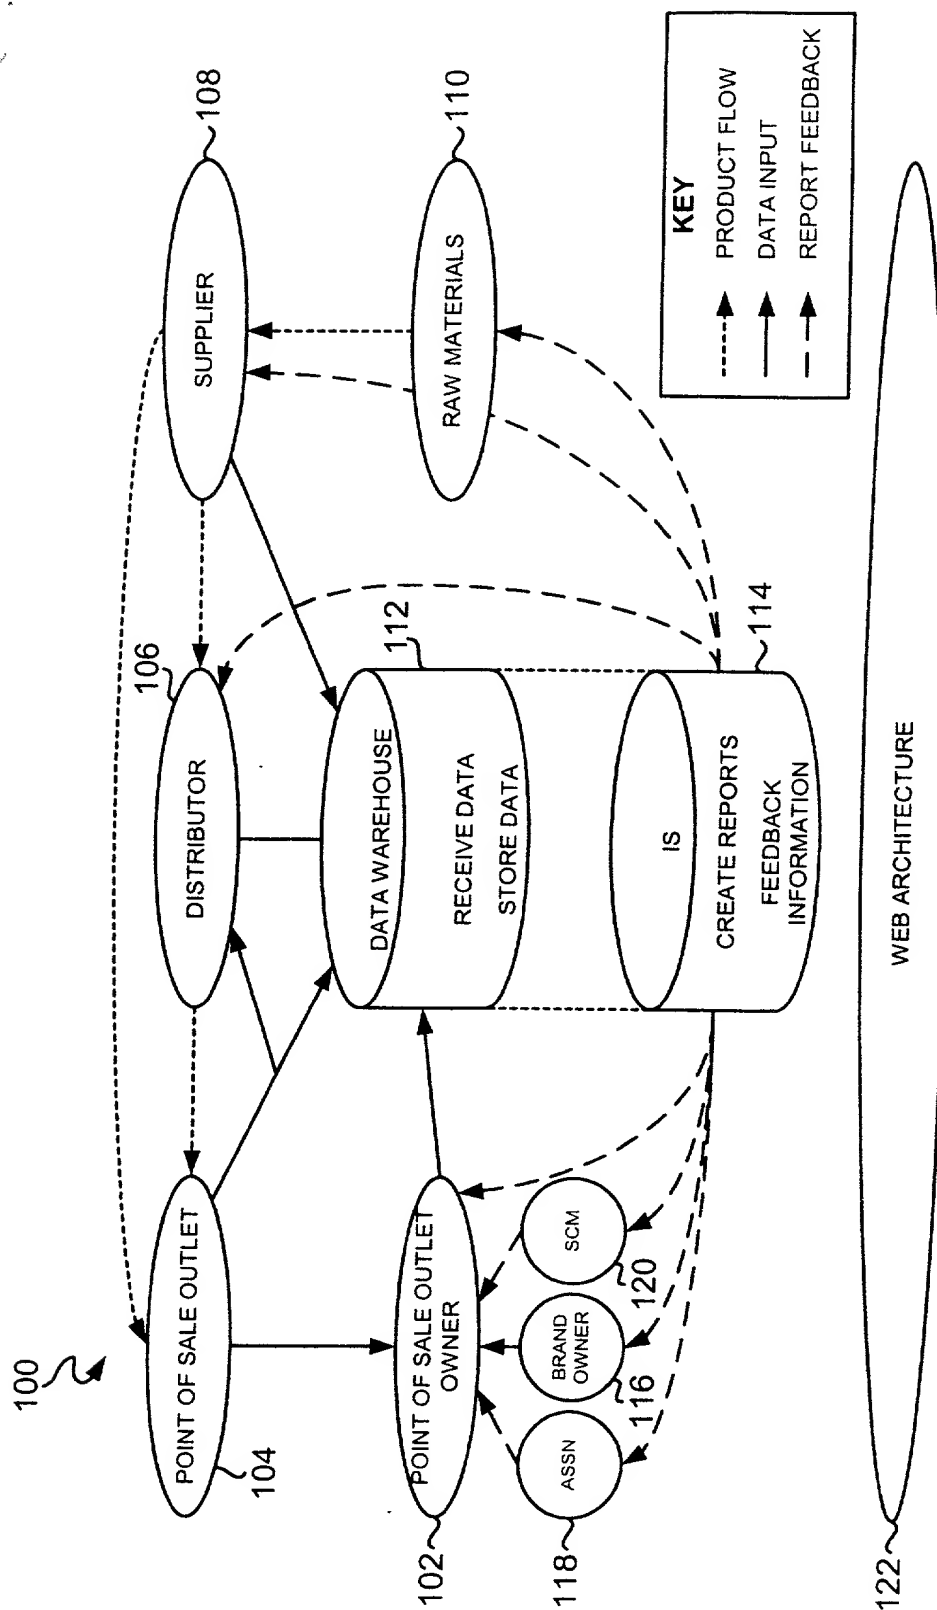 100
POINT OF SALE OUTLET
104
DISTRIBUTOR
106
SUPPLIER
108
POINT OF SALE OUTLET
OWNER
102
DATA WAREHOUSE
RECEIVE DATA
STORE DATA
112
RAW MATERIALS
110
ASSN
118
BRAND
OWNER
116
SCM
120
IS
CREATE REPORTS
FEEDBACK
INFORMATION
114
KEY
PRODUCT FLOW
DATA INPUT
REPORT FEEDBACK
WEB ARCHITECTURE
122